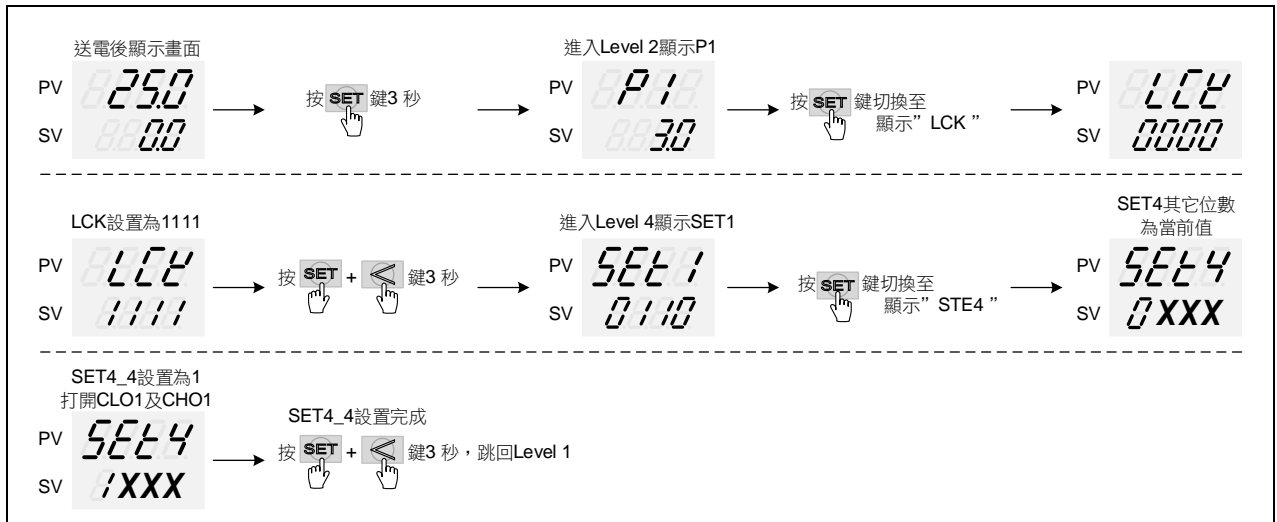 送電後顯示畫面
PV 25.0
SV 0.0
按 SET 鍵3 秒
進入Level 2顯示P1
PV P1
SV 3.0
按 SET 鍵切換至
顯示” LCK ”
LCK
0000
LCK設置為1111
PV LCK
SV 1111
按 SET + < 鍵3 秒
進入Level 4顯示SET1
PV SEt1
SV 0110
按 SET 鍵切換至
顯示” STE4 ”
SET4其它位數
為當前值
PV SEt4
SV 0XXX
SET4_4設置為1
打開CLO1及CHO1
PV SEt4
SV 1XXX
SET4_4設置完成
按 SET + < 鍵3 秒，跳回Level 1